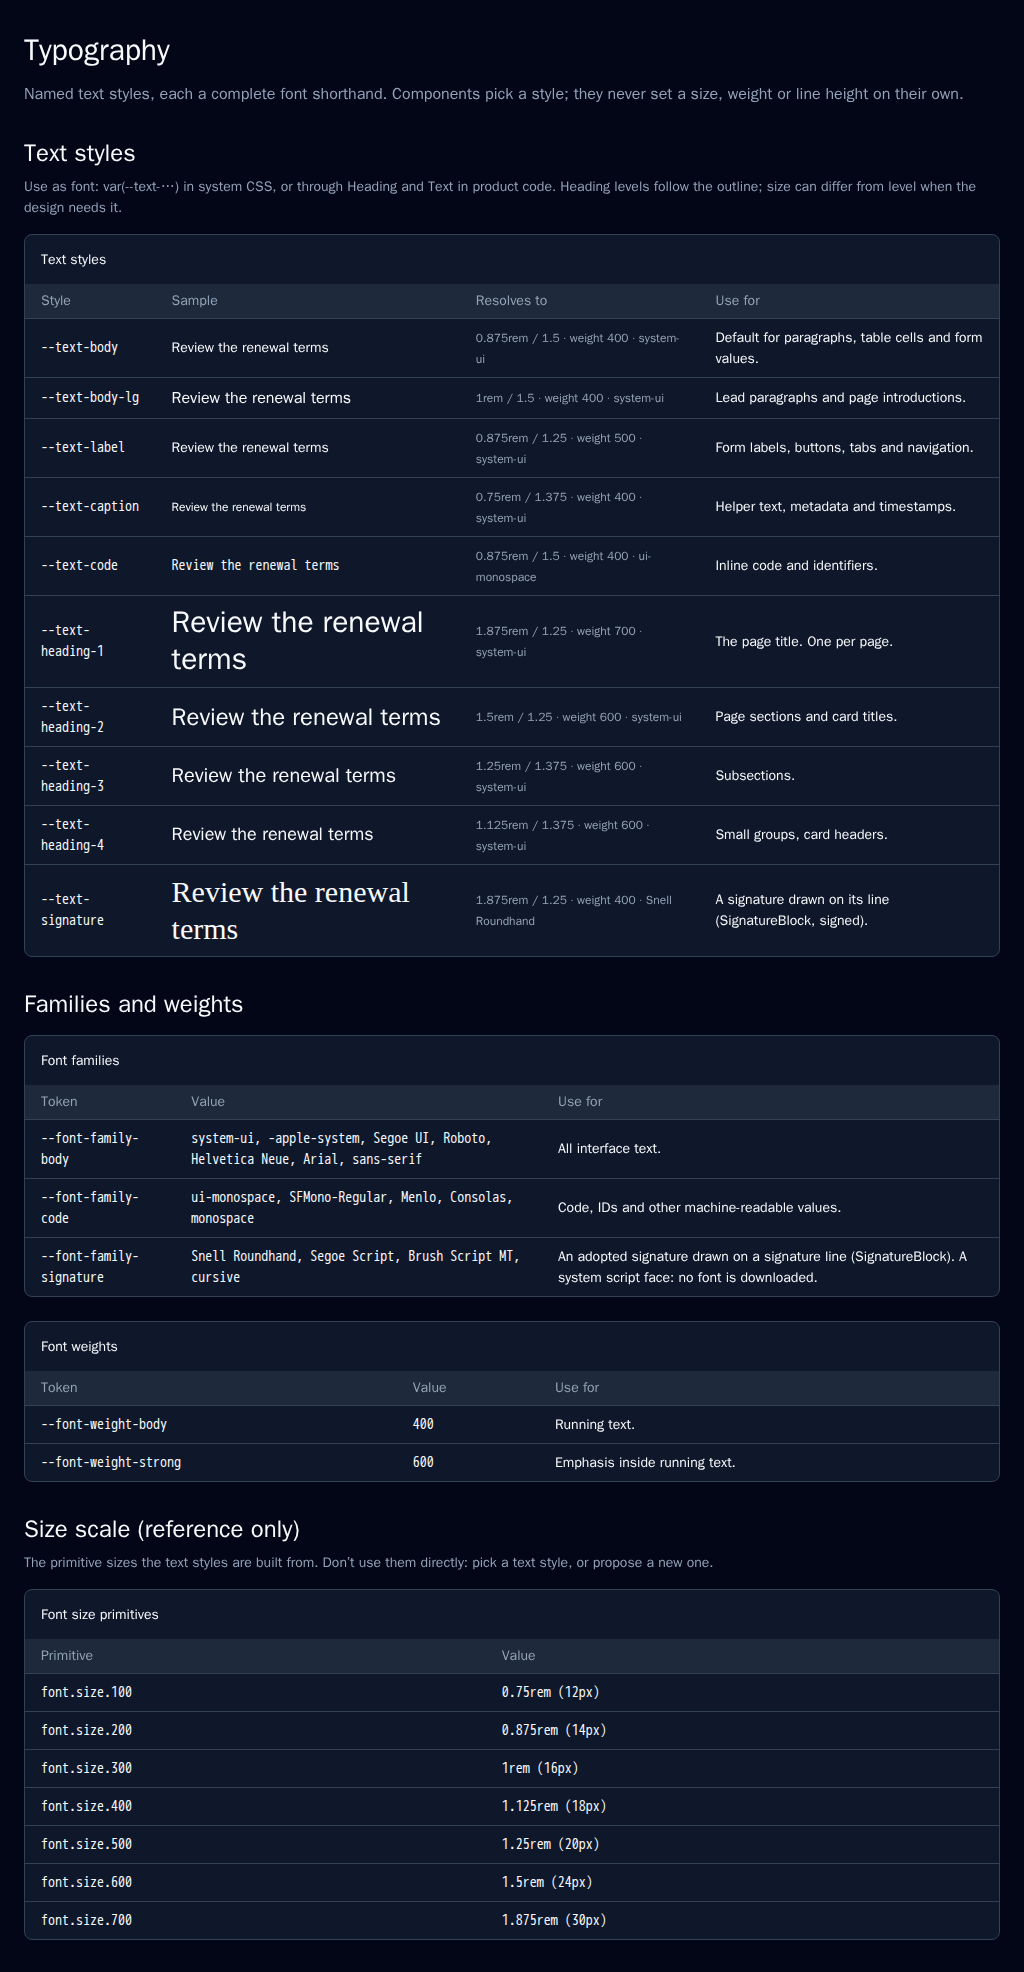 Typography
Named text styles, each a complete font shorthand. Components pick a style; they never set a size, weight or line height on their own.
Text styles
Use as font: var(--text-…) in system CSS, or through Heading and Text in product code. Heading levels follow the outline; size can differ from level when the
design needs it.
Text styles
Style Sample Resolves to Use for
--text-body Review the renewal terms 0.875rem / 1.5 · weight 400 · system-
ui Default for paragraphs, table cells and form
values.
--text-body-lg Review the renewal terms 1rem / 1.5 · weight 400 · system-ui Lead paragraphs and page introductions.
--text-label Review the renewal terms 0.875rem / 1.25 · weight 500 ·
system-ui Form labels, buttons, tabs and navigation.
--text-caption Review the renewal terms 0.75rem / 1.375 · weight 400 ·
system-ui Helper text, metadata and timestamps.
--text-code Review the renewal terms 0.875rem / 1.5 · weight 400 · ui-
monospace Inline code and identifiers.
--text-
heading-1 Review the renewal
terms 1.875rem / 1.25 · weight 700 ·
system-ui The page title. One per page.
--text-
heading-2 Review the renewal terms 1.5rem / 1.25 · weight 600 · system-ui Page sections and card titles.
--text-
heading-3 Review the renewal terms 1.25rem / 1.375 · weight 600 ·
system-ui Subsections.
--text-
heading-4 Review the renewal terms 1.125rem / 1.375 · weight 600 ·
system-ui Small groups, card headers.
--text-
signature Review the renewal
terms 1.875rem / 1.25 · weight 400 · Snell
Roundhand A signature drawn on its line
(SignatureBlock, signed).
Families and weights
Font families
Token Value Use for
--font-family-
body system-ui, -apple-system, Segoe UI, Roboto,
Helvetica Neue, Arial, sans-serif All interface text.
--font-family-
code ui-monospace, SFMono-Regular, Menlo, Consolas,
monospace Code, IDs and other machine-readable values.
--font-family-
signature Snell Roundhand, Segoe Script, Brush Script MT,
cursive An adopted signature drawn on a signature line (SignatureBlock). A
system script face: no font is downloaded.
Font weights
Token Value Use for
--font-weight-body 400 Running text.
--font-weight-strong 600 Emphasis inside running text.
Size scale (reference only)
The primitive sizes the text styles are built from. Don't use them directly: pick a text style, or propose a new one.
Font size primitives
Primitive Value
font.size.100 0.75rem (12px)
font.size.200 0.875rem (14px)
font.size.300 1rem (16px)
font.size.400 1.125rem (18px)
font.size.500 1.25rem (20px)
font.size.600 1.5rem (24px)
font.size.700 1.875rem (30px)